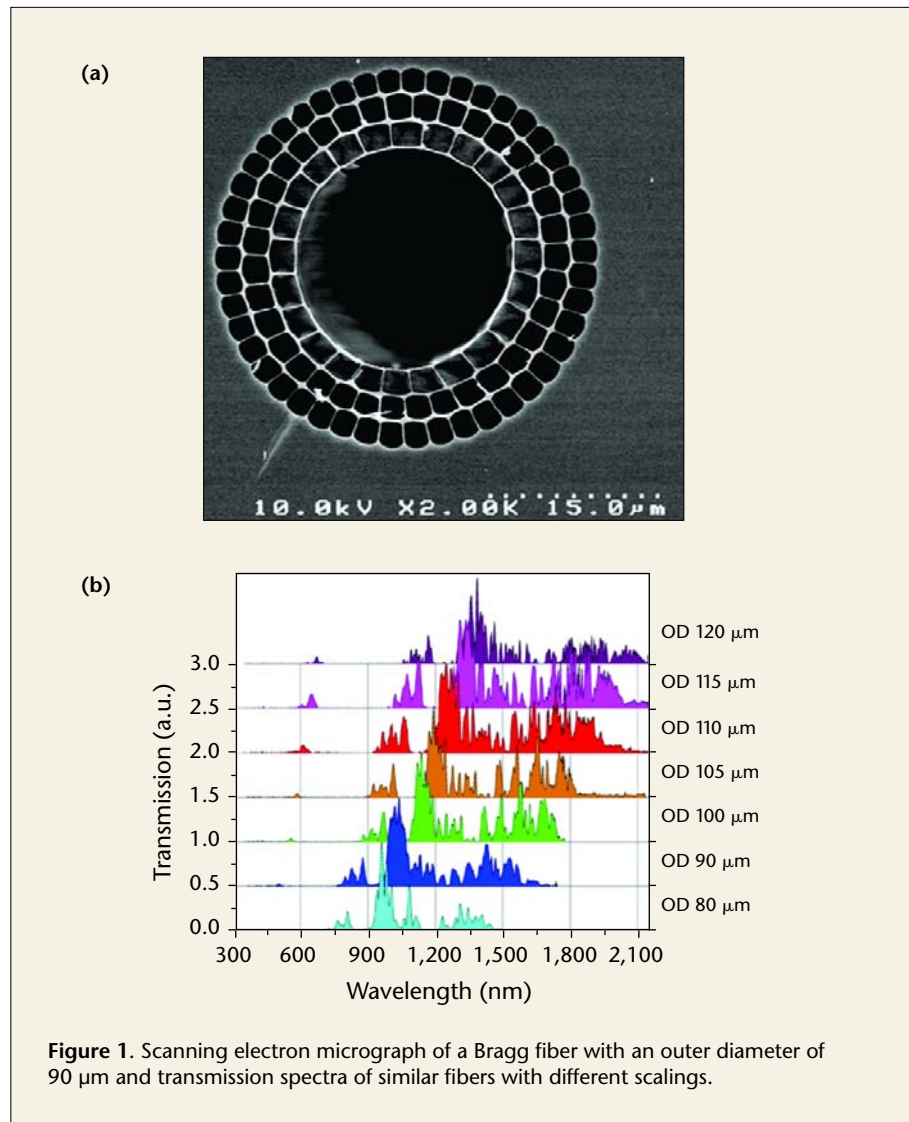 (a)
10.0kV X2.00K 15.0µm
(b)
Transmission (a.u.)
3.0
2.5
2.0
1.5
1.0
0.5
0.0
OD 120 µm
OD 115 µm
OD 110 µm
OD 105 µm
OD 100 µm
OD 90 µm
OD 80 µm
300 600 900 1,200 1,500 1,800 2,100
Wavelength (nm)
Figure 1. Scanning electron micrograph of a Bragg fiber with an outer diameter of
90 µm and transmission spectra of similar fibers with different scalings.